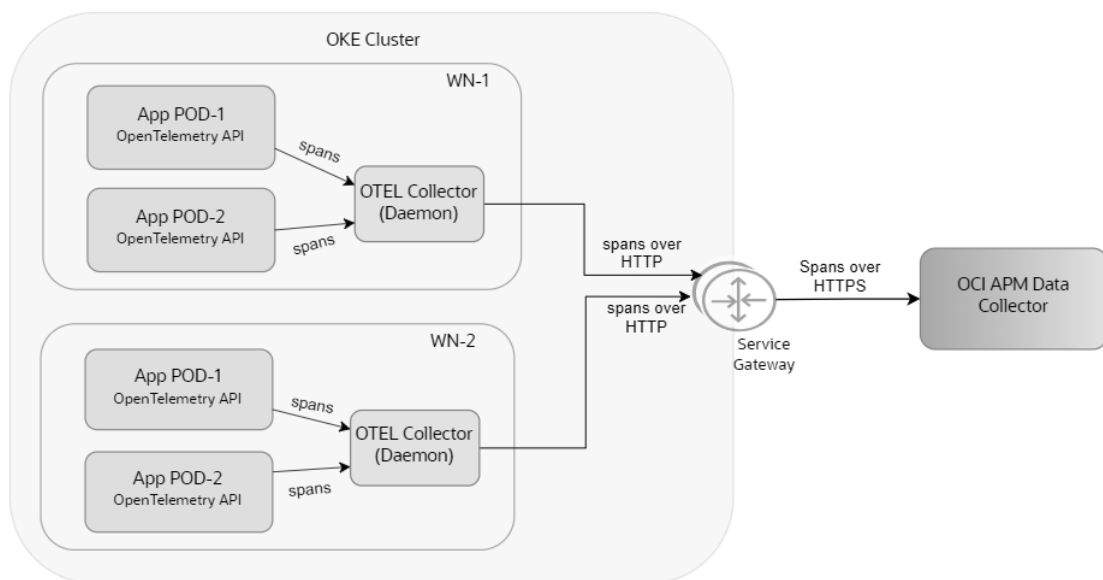 OKE Cluster
WN-1
App POD-1
OpenTelemetry API
spans
App POD-2
OpenTelemetry API
spans
OTEL Collector
(Daemon)
spans over
HTTP
spans over
HTTP
Service
Gateway
Spans over
HTTPS
OCI APM Data
Collector
WN-2
App POD-1
OpenTelemetry API
spans
App POD-2
OpenTelemetry API
spans
OTEL Collector
(Daemon)